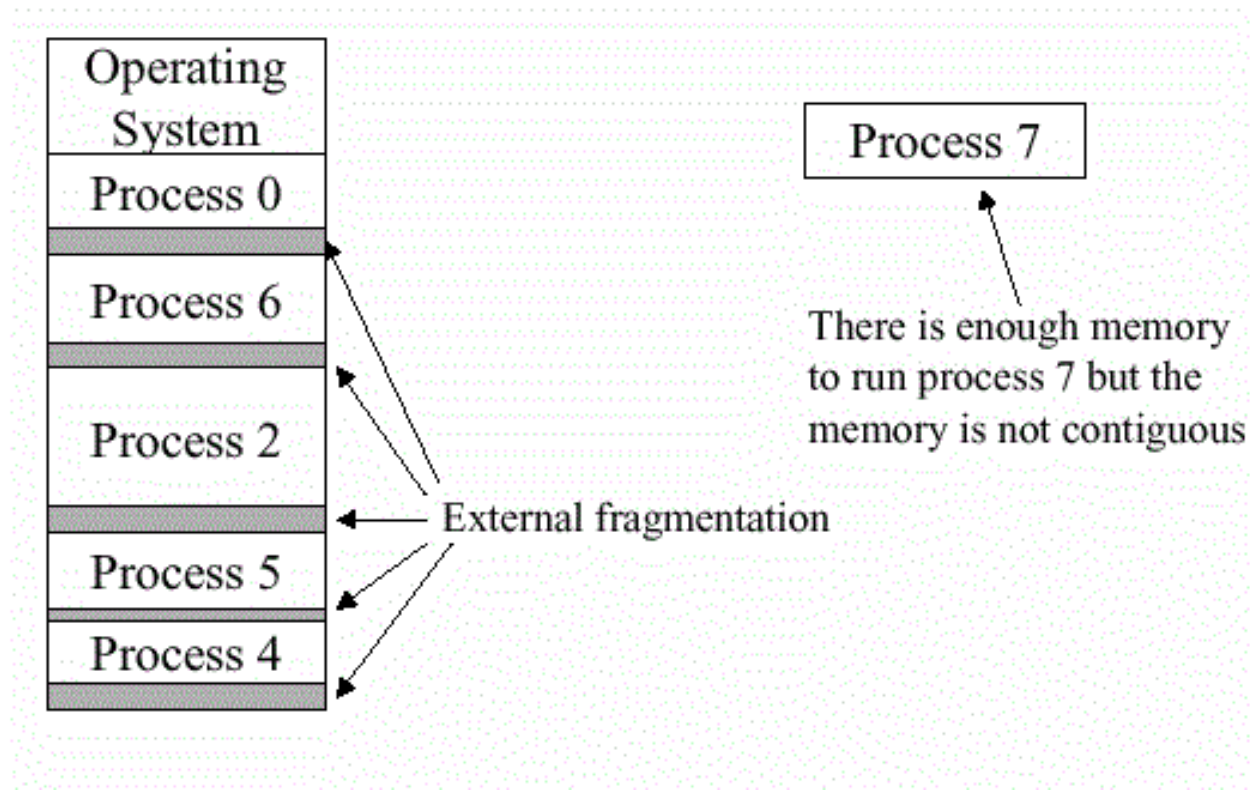 Operating
System
Process 0
Process 6
Process 2
Process 5
Process 4
External fragmentation
Process 7
There is enough memory
to run process 7 but the
memory is not contiguous